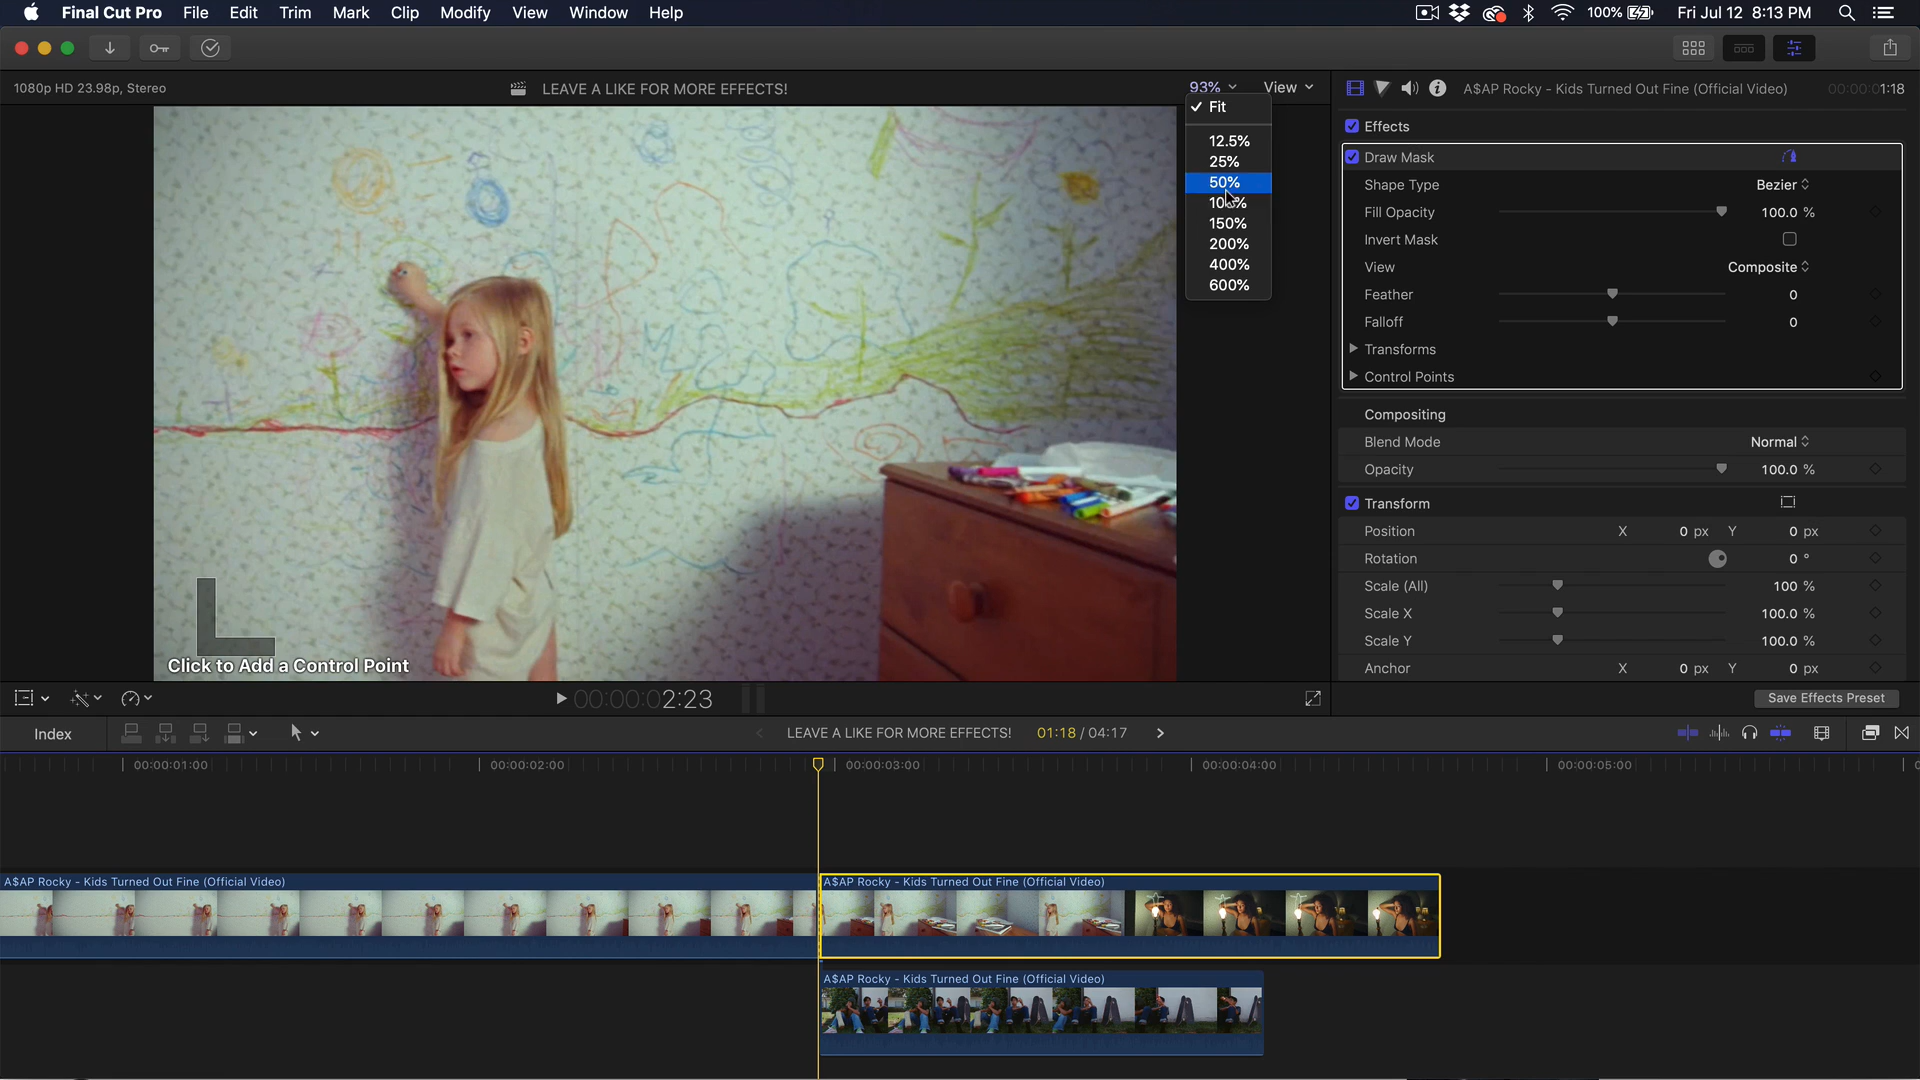 Final Cut Pro File Edit Trim Mark Clip Modify View Window Help 100% Fri Jul 12 8:13 PM
1080p HD 23.98p, Stereo LEAVE A LIKE FOR MORE EFFECTS! 93% View A$AP Rocky - Kids Turned Out Fine (Official Video) 00:00:01:18
Fit
12.5%
25%
50%
100%
150%
200%
400%
600%
Effects
Draw Mask
Shape Type Bezier
Fill Opacity 100.0 %
Invert Mask
View Composite
Feather 0
Falloff 0
Transforms
Control Points
Compositing
Blend Mode Normal
Opacity 100.0 %
Transform
Position X 0 px Y 0 px
Rotation 0 °
Scale (All) 100 %
Scale X 100.0 %
Scale Y 100.0 %
Anchor X 0 px Y 0 px
Click to Add a Control Point
00:00:02:23 Save Effects Preset
Index LEAVE A LIKE FOR MORE EFFECTS! 01:18 / 04:17
00:00:01:00 00:00:02:00 00:00:03:00 00:00:04:00 00:00:05:00
A$AP Rocky - Kids Turned Out Fine (Official Video) A$AP Rocky - Kids Turned Out Fine (Official Video)
A$AP Rocky - Kids Turned Out Fine (Official Video)